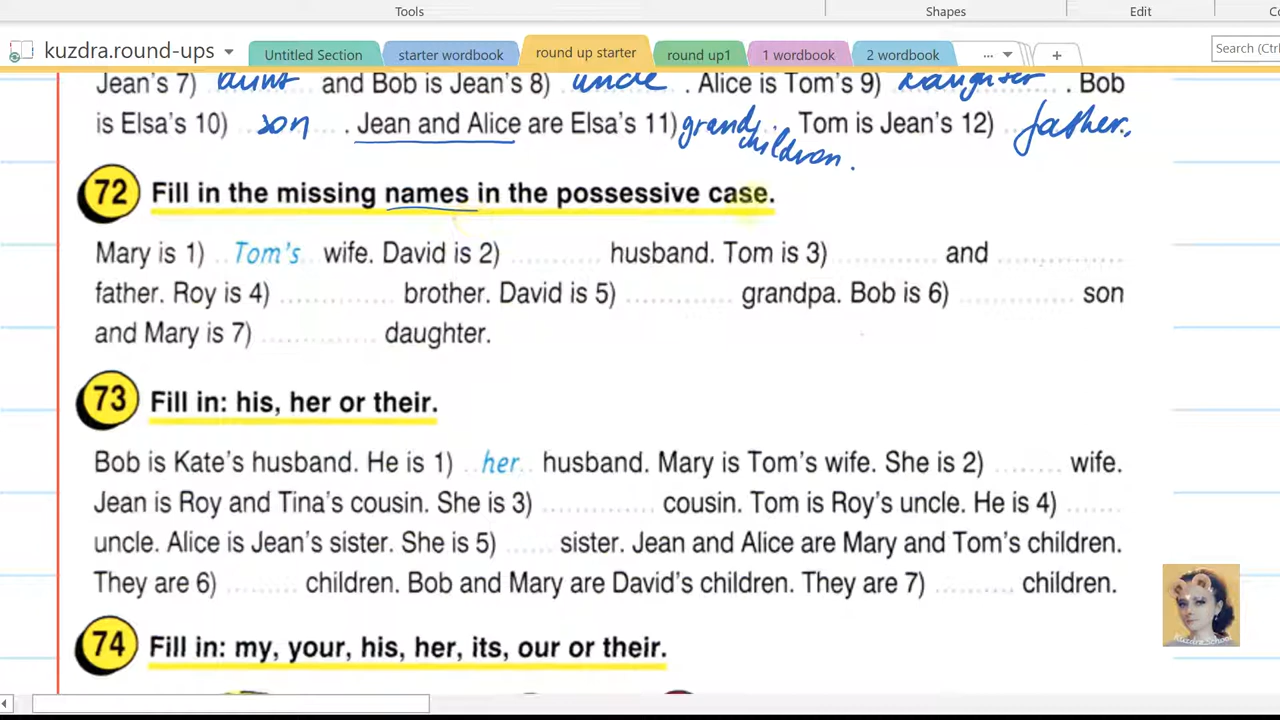 Tools Shapes Edit
kuzdra.round-ups Untitled Section starter wordbook round up starter round up1 1 wordbook 2 wordbook ... + Search (Ctrl
Jean's 7) aunt and Bob is Jean's 8) uncle . Alice is Tom's 9) daughter . Bob
is Elsa's 10) son . Jean and Alice are Elsa's 11) grand Tom is Jean's 12) father.
children.
72 Fill in the missing names in the possessive case.
Mary is 1) Tom's wife. David is 2) ......... husband. Tom is 3) ......... and .........
father. Roy is 4) ......... brother. David is 5) ......... grandpa. Bob is 6) ......... son
and Mary is 7) ......... daughter.
73 Fill in: his, her or their.
Bob is Kate's husband. He is 1) her husband. Mary is Tom's wife. She is 2) ......... wife.
Jean is Roy and Tina's cousin. She is 3) ......... cousin. Tom is Roy's uncle. He is 4) .........
uncle. Alice is Jean's sister. She is 5) ...... sister. Jean and Alice are Mary and Tom's children.
They are 6) ......... children. Bob and Mary are David's children. They are 7) ......... children.
Kuzdra.School
74 Fill in: my, your, his, her, its, our or their.